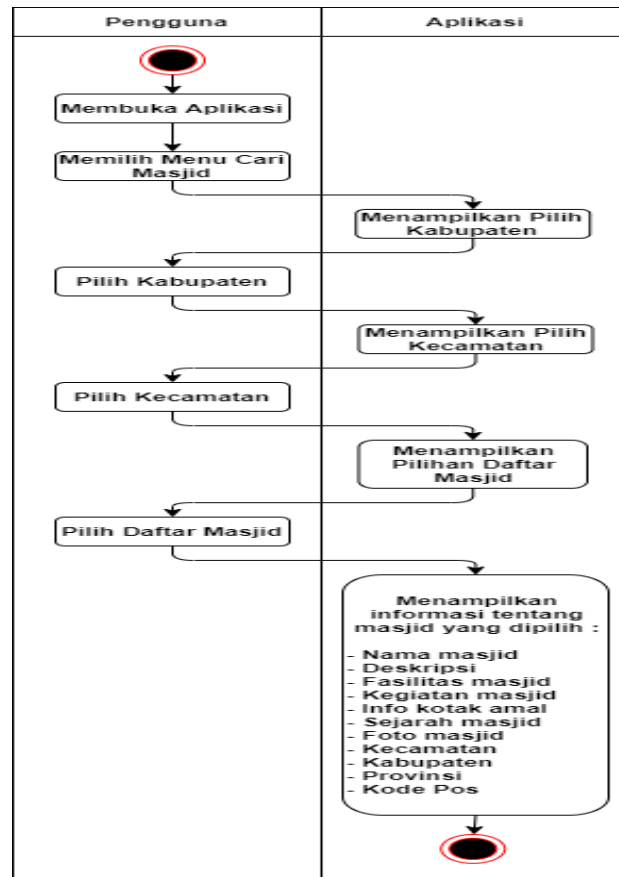 Pengguna
Aplikasi
Membuka Aplikasi
Memilih Menu Cari
Masjid
Menampilkan Pilih
Kabupaten
Pilih Kabupaten
Menampilkan Pilih
Kecamatan
Pilih Kecamatan
Menampilkan
Pilihan Daftar
Masjid
Pilih Daftar Masjid
Menampilkan
informasi tentang
masjid yang dipilih :
- Nama masjid
- Deskripsi
- Fasilitas masjid
- Kegiatan masjid
- Info kotak amal
- Sejarah masjid
- Foto masjid
- Kecamatan
- Kabupaten
- Provinsi
- Kode Pos